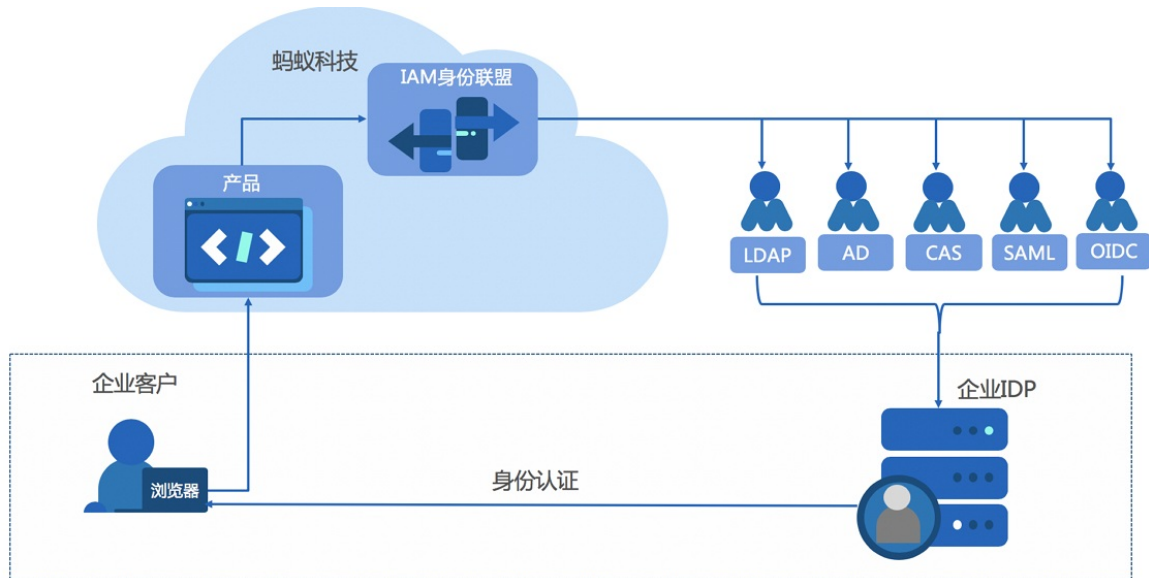 蚂蚁科技
IAM身份联盟
产品
LDAP
AD
CAS
SAML
OIDC
企业客户
企业IDP
浏览器
身份认证